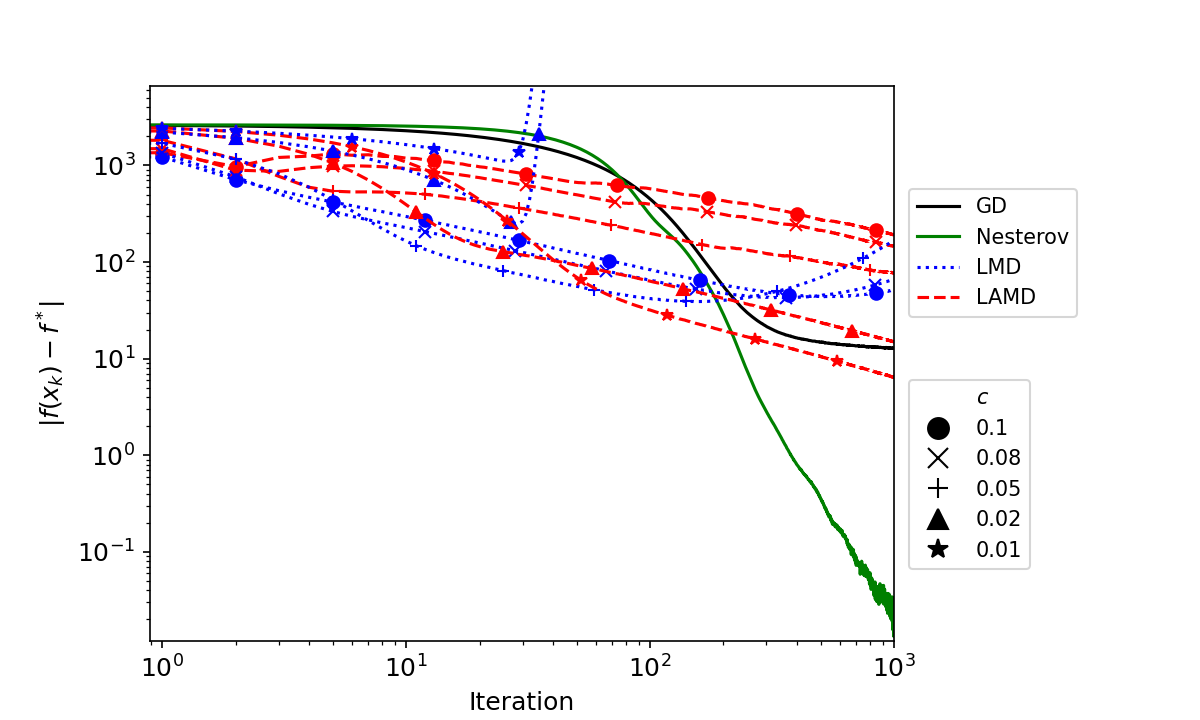 |f(x_k) − f^*|
10^3
10^2
10^1
10^0
10^−1
10^0 10^1 10^2 10^3
Iteration
GD
Nesterov
LMD
LAMD
c
0.1
0.08
0.05
0.02
0.01